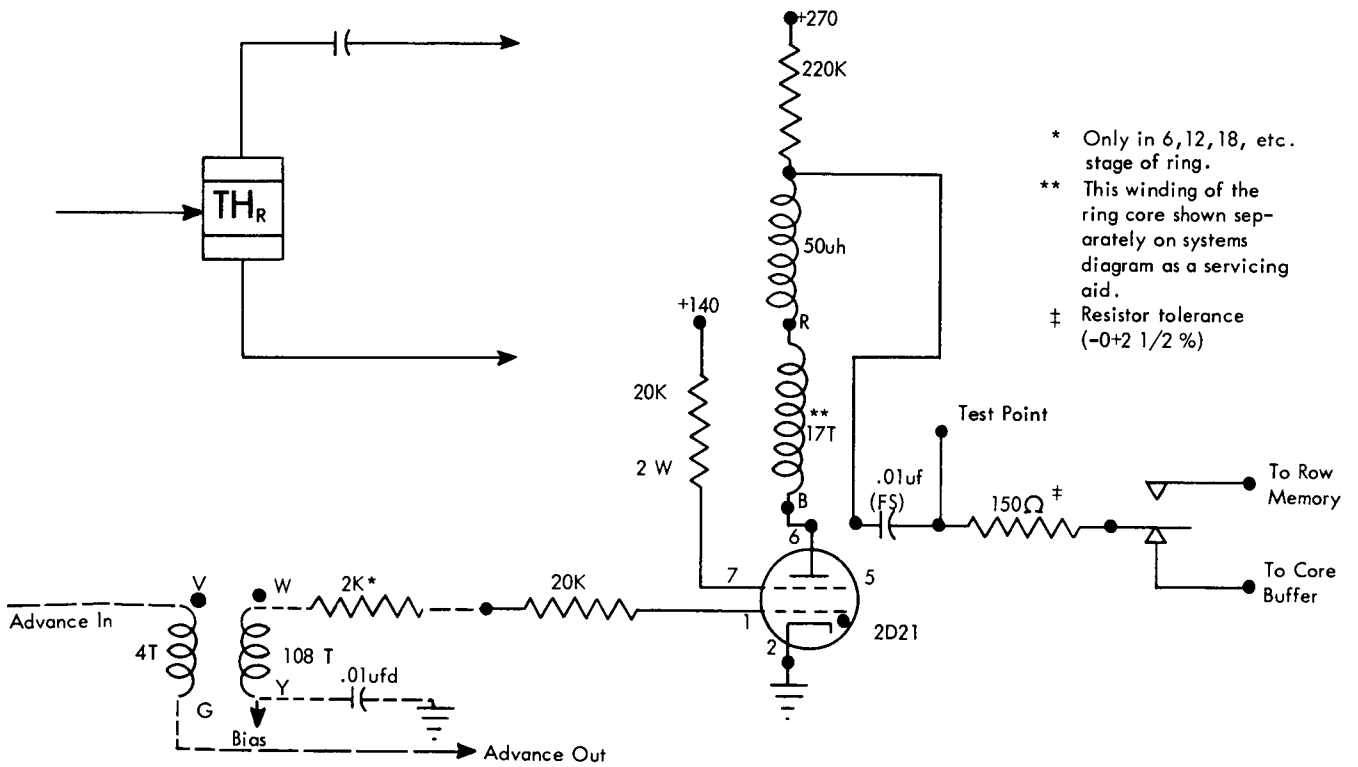 +270
220K
* Only in 6,12,18, etc.
stage of ring.
** This winding of the
ring core shown sep-
arately on systems
diagram as a servicing
aid.
‡ Resistor tolerance
(-0+2 1/2 %)
TH_R
50uh
+140
R
20K
**
17T
2 W
Test Point
.01uf
(FS)
B
150Ω ‡
To Row
Memory
6
7
5
To Core
Buffer
V
W
2K*
20K
1
2
2D21
Advance In
4T
108 T
Y
.01ufd
G
Bias
Advance Out